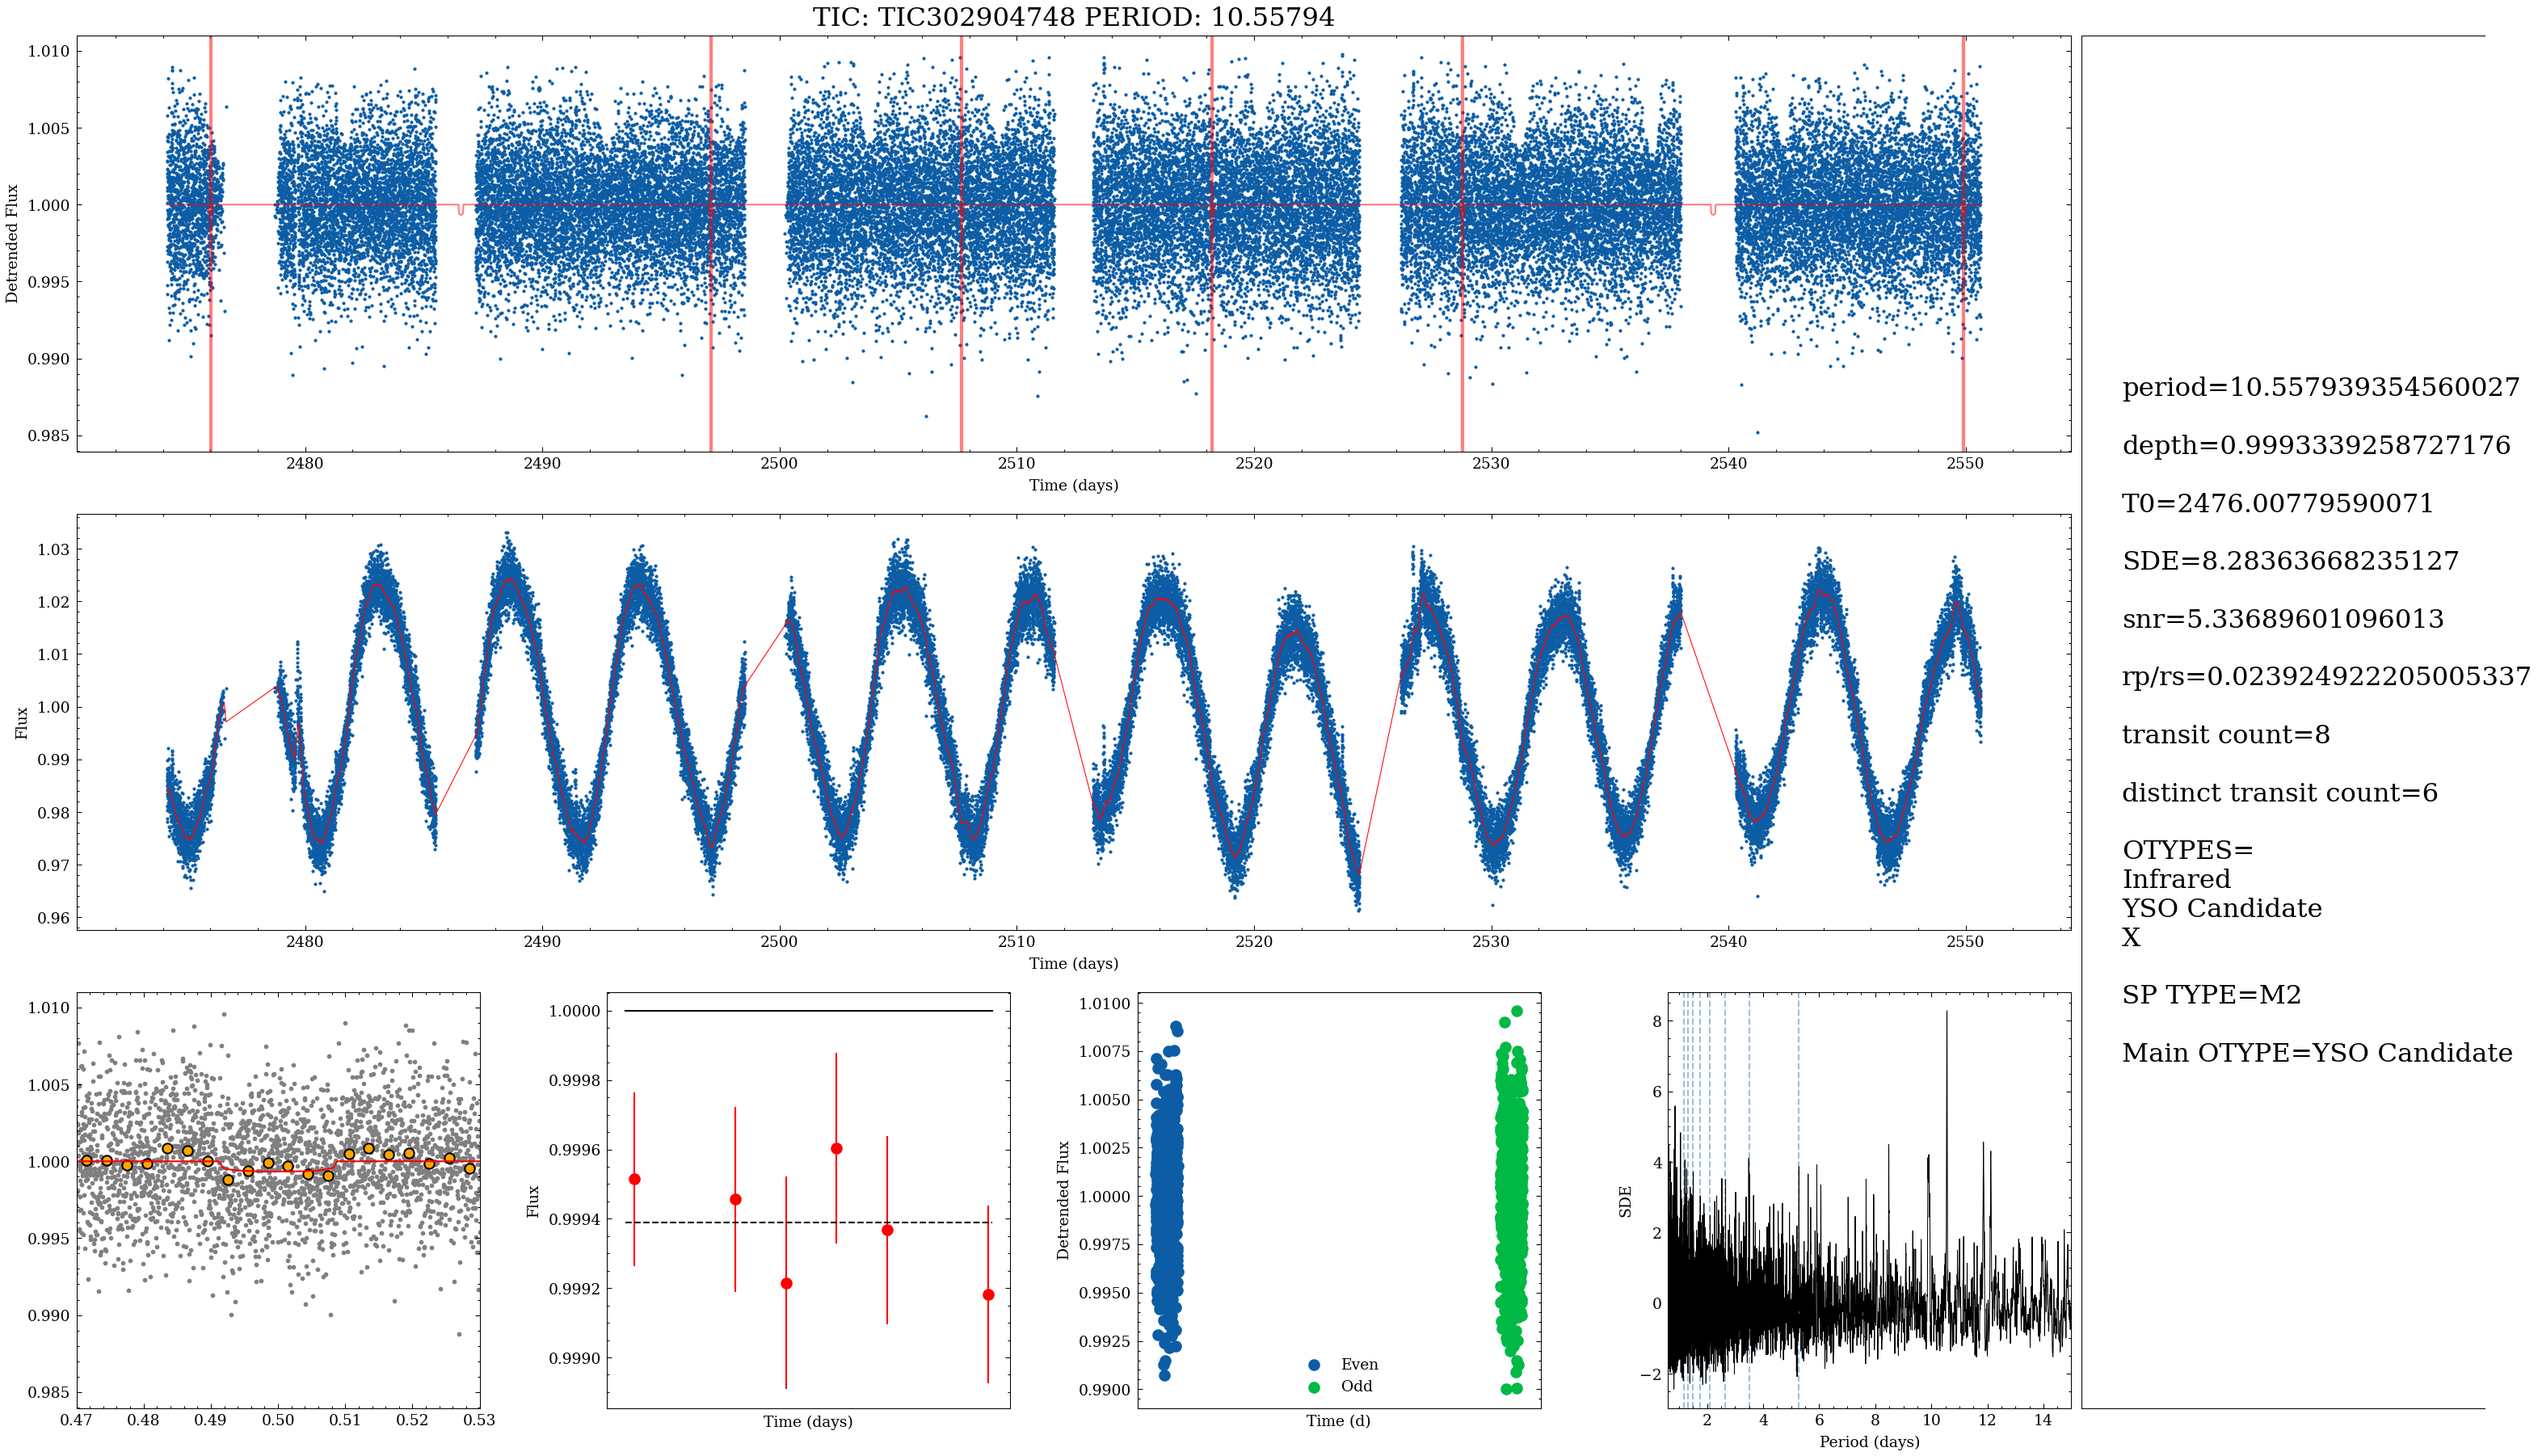 TIC: TIC302904748 PERIOD: 10.55794
1.010
1.005
1.000
0.995
0.990
0.985
Detrended Flux
2480 2490 2500 2510 2520 2530 2540 2550
Time (days)
1.03
1.02
1.01
1.00
0.99
0.98
0.97
0.96
Flux
2480 2490 2500 2510 2520 2530 2540 2550
Time (days)
1.010
1.005
1.000
0.995
0.990
0.985
0.47 0.48 0.49 0.50 0.51 0.52 0.53
1.0000
0.9998
0.9996
0.9994
0.9992
0.9990
Flux
Time (days)
1.0100
1.0075
1.0050
1.0025
1.0000
0.9975
0.9950
0.9925
0.9900
Detrended Flux
Even
Odd
Time (d)
8
6
4
2
0
−2
SDE
2 4 6 8 10 12 14
Period (days)
period=10.557939354560027
depth=0.9993339258727176
T0=2476.00779590071
SDE=8.28363668235127
snr=5.33689601096013
rp/rs=0.023924922205005337
transit count=8
distinct transit count=6
OTYPES=
Infrared
YSO Candidate
X
SP TYPE=M2
Main OTYPE=YSO Candidate